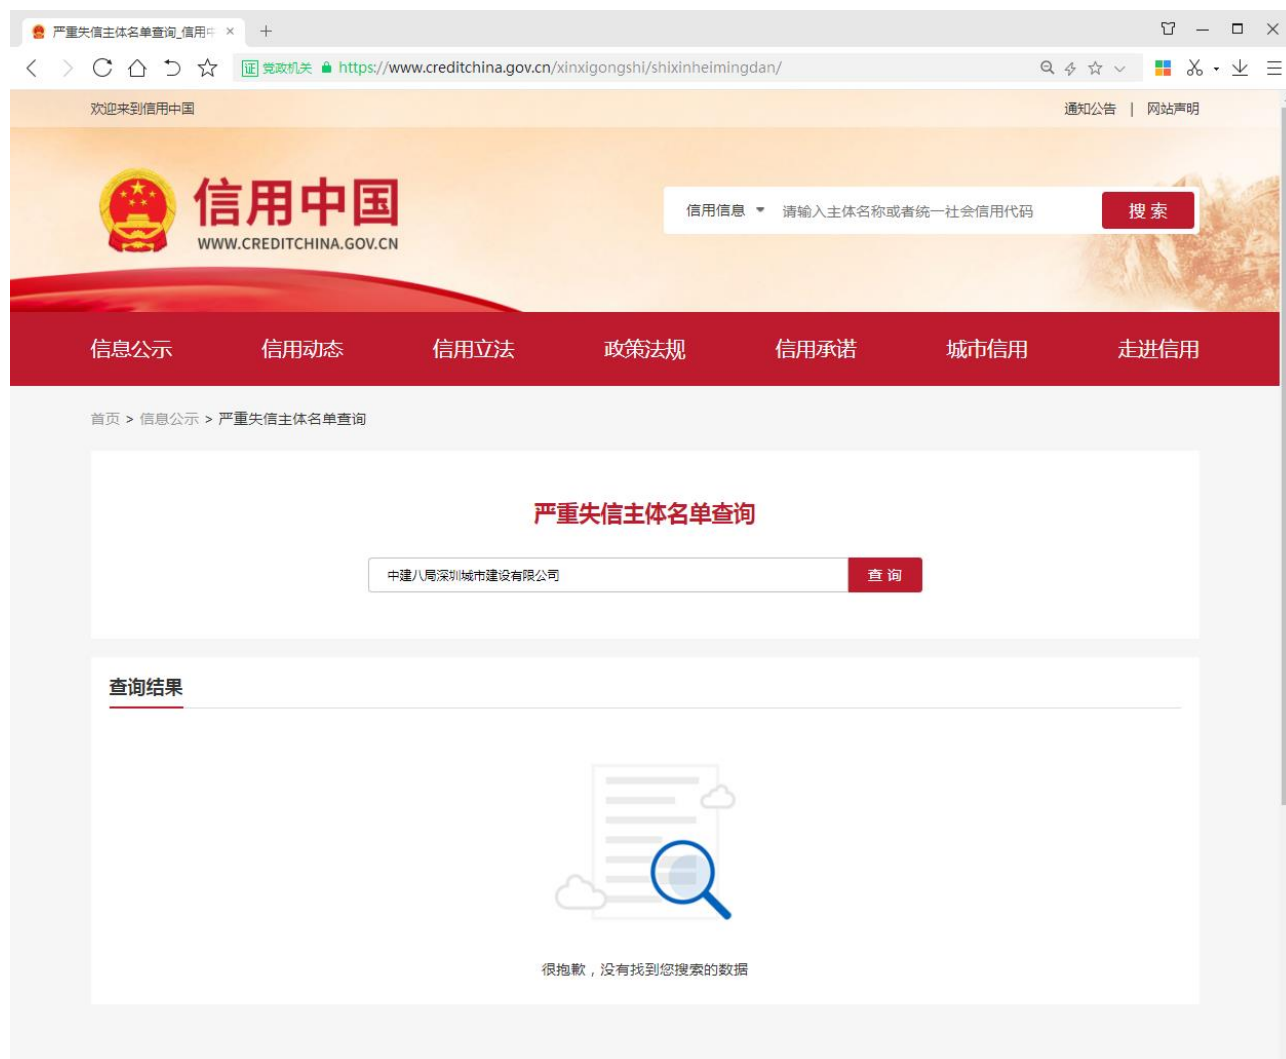 严重失信主体名单查询_信用中
证 党政机关 https://www.creditchina.gov.cn/xinxigongshi/shixinheimingdan/
欢迎来到信用中国
通知公告 | 网站声明
信用中国
WWW.CREDITCHINA.GOV.CN
信用信息 请输入主体名称或者统一社会信用代码 搜索
信息公示 信用动态 信用立法 政策法规 信用承诺 城市信用 走进信用
首页 > 信息公示 > 严重失信主体名单查询
严重失信主体名单查询
中建八局深圳城市建设有限公司 查询
查询结果
很抱歉，没有找到您搜索的数据